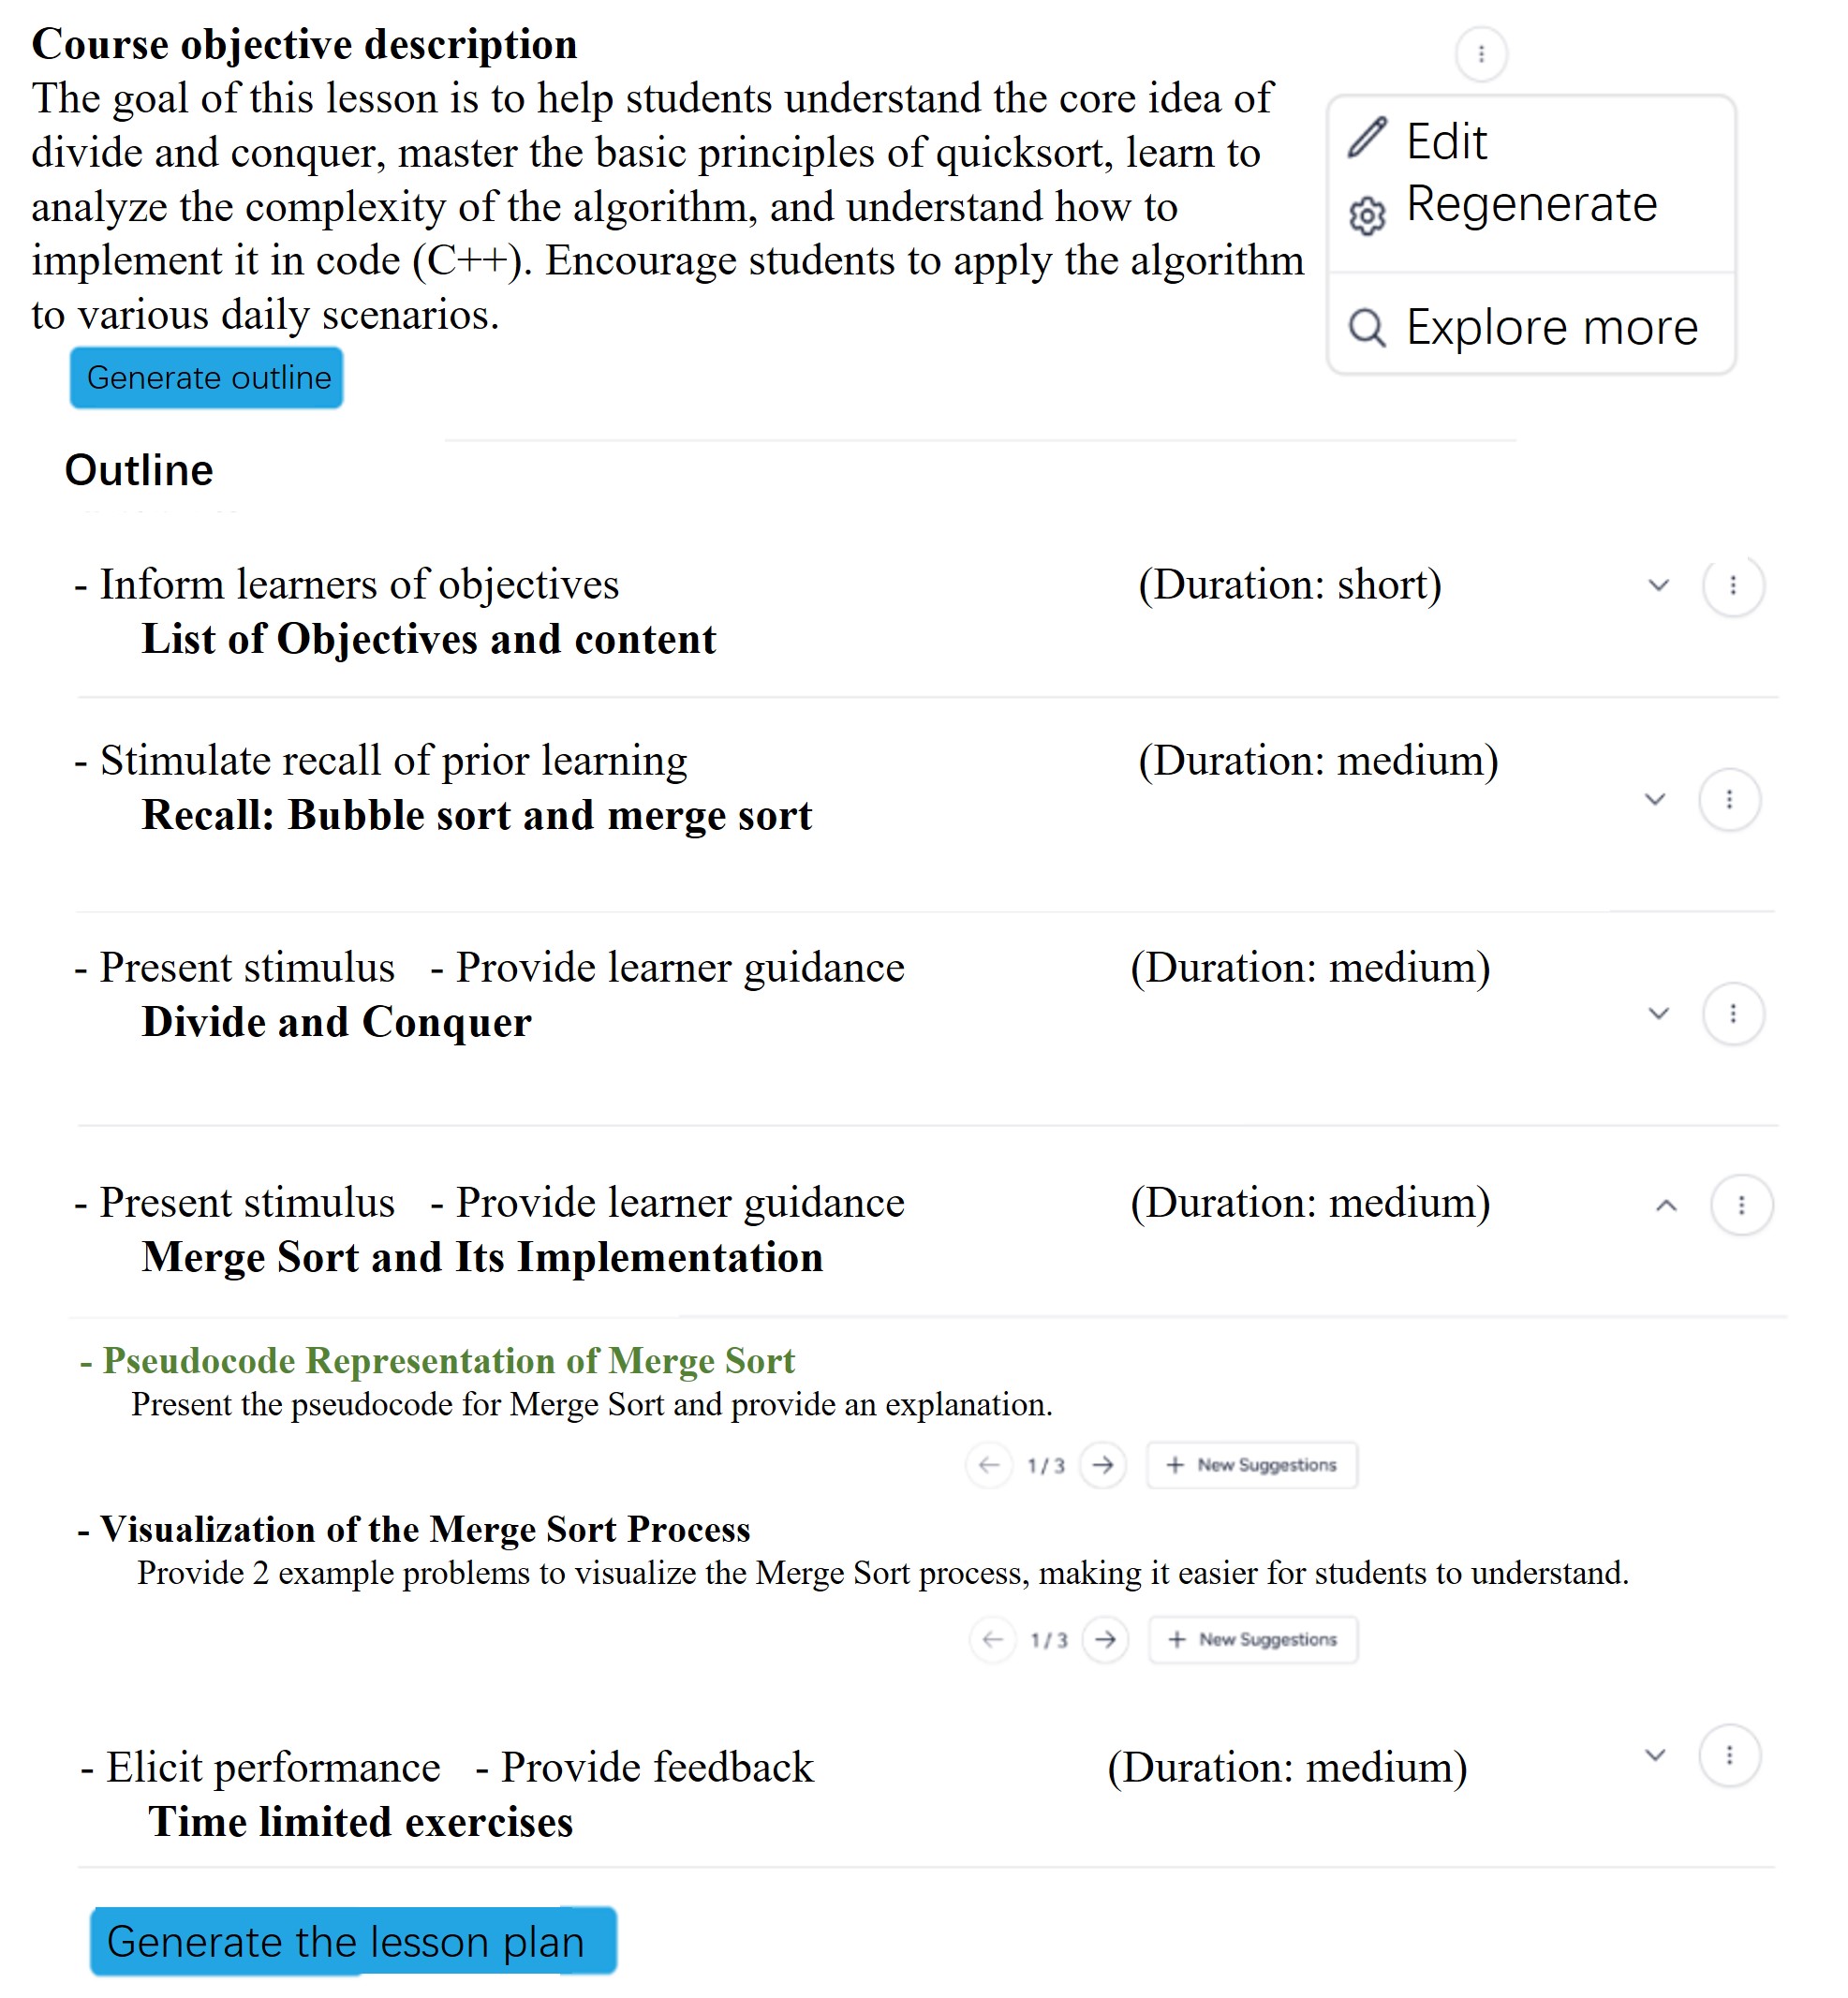 Course objective description
The goal of this lesson is to help students understand the core idea of
divide and conquer, master the basic principles of quicksort, learn to
analyze the complexity of the algorithm, and understand how to
implement it in code (C++). Encourage students to apply the algorithm
to various daily scenarios.
Edit
Regenerate
Explore more
Generate outline
Outline
- Inform learners of objectives (Duration: short)
List of Objectives and content
- Stimulate recall of prior learning (Duration: medium)
Recall: Bubble sort and merge sort
- Present stimulus - Provide learner guidance (Duration: medium)
Divide and Conquer
- Present stimulus - Provide learner guidance (Duration: medium)
Merge Sort and Its Implementation
- Pseudocode Representation of Merge Sort
Present the pseudocode for Merge Sort and provide an explanation.
← 1 / 3 → + New Suggestions
- Visualization of the Merge Sort Process
Provide 2 example problems to visualize the Merge Sort process, making it easier for students to understand.
← 1 / 3 → + New Suggestions
- Elicit performance - Provide feedback (Duration: medium)
Time limited exercises
Generate the lesson plan